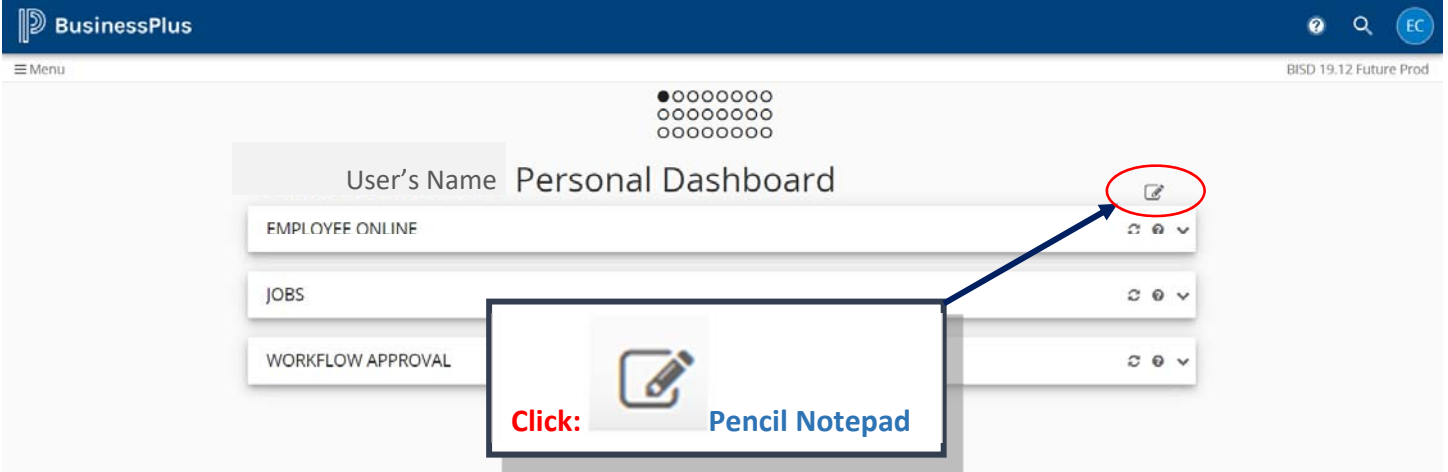 BusinessPlus
EC
Menu
BISD 19.12 Future Prod
User's Name Personal Dashboard
EMPLOYEE ONLINE
JOBS
WORKFLOW APPROVAL
Click: Pencil Notepad